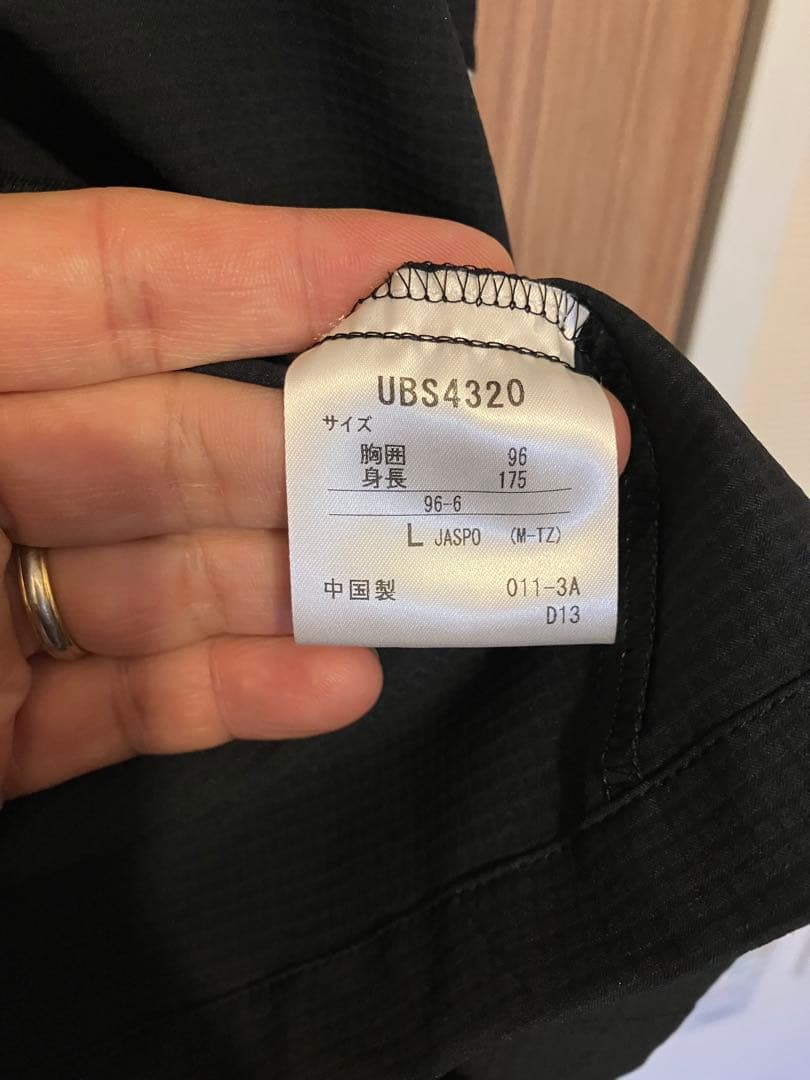 UBS4320
サイズ
胸囲 96
身長 175
96-6
L JASPO (M-TZ)
中国製 011-3A
D13